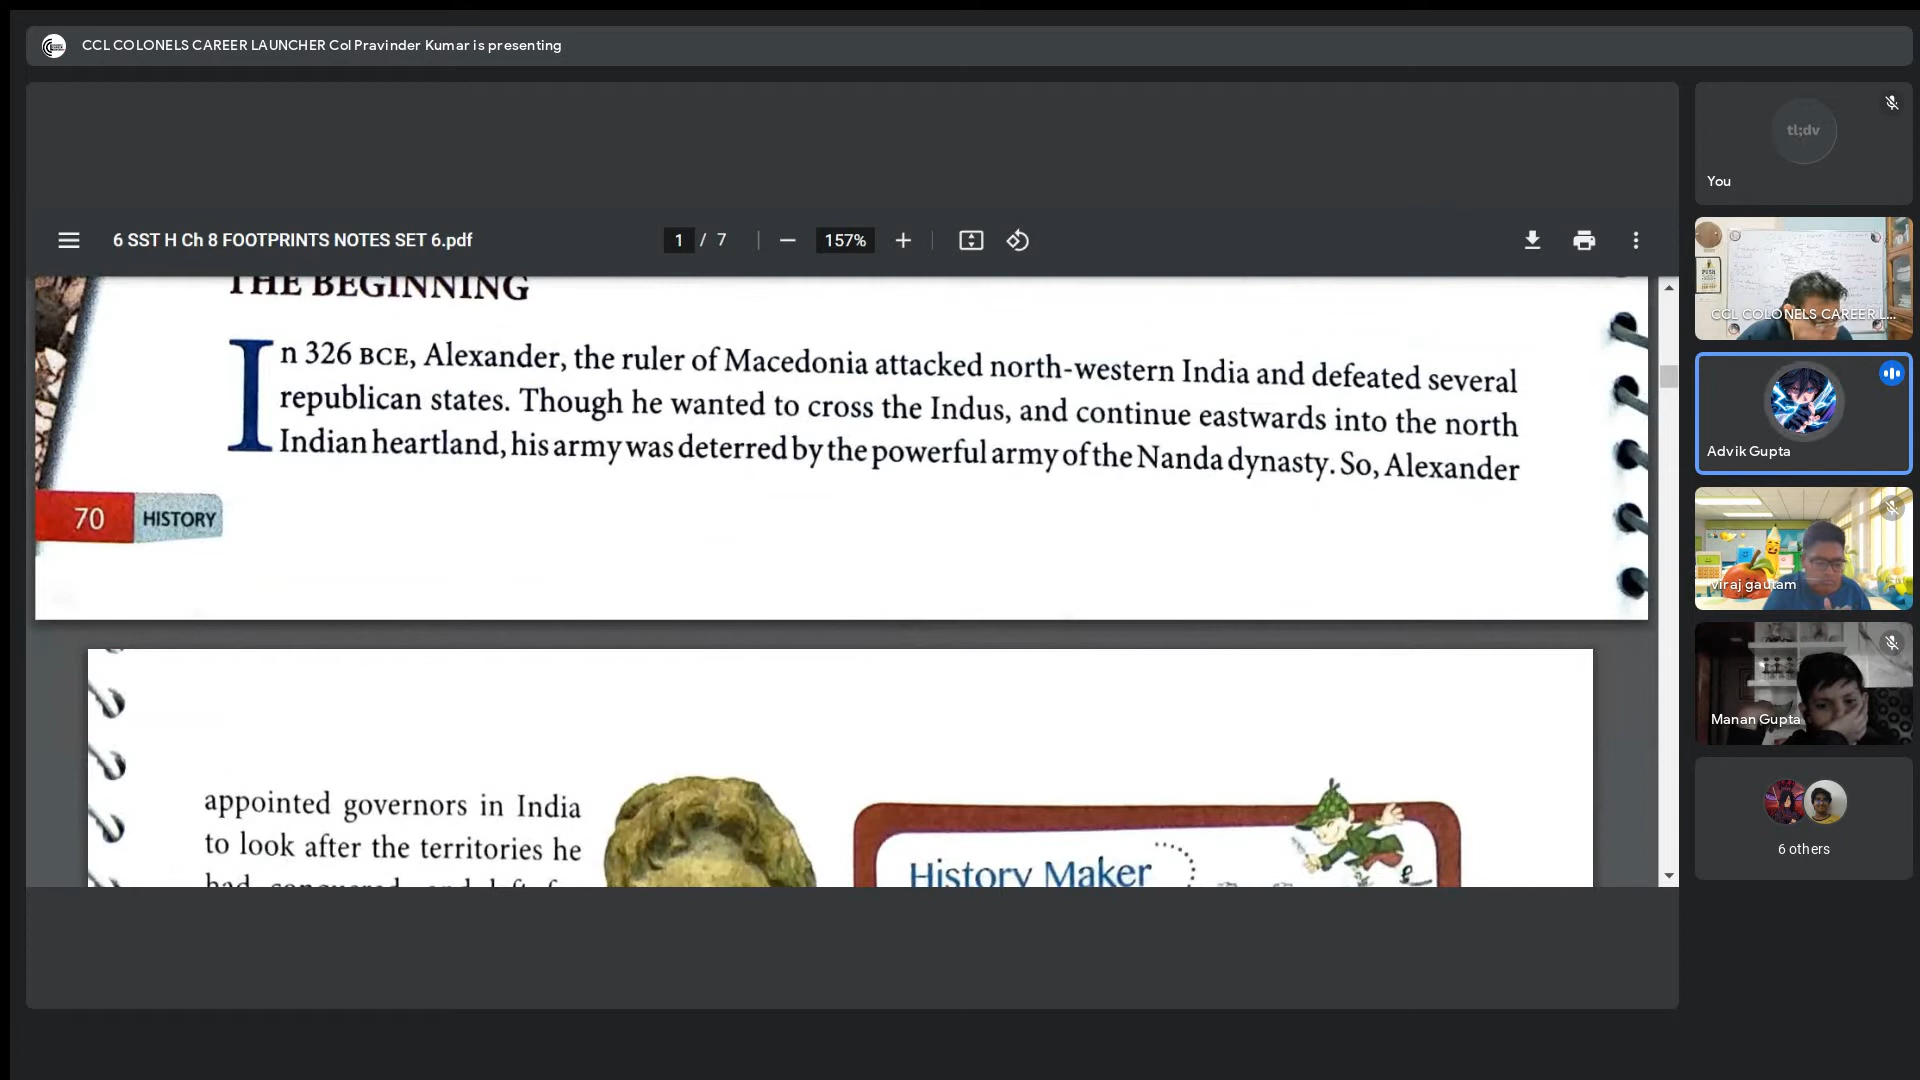 CCL COLONELS CAREER LAUNCHER Col Pravinder Kumar is presenting
6 SST H Ch 8 FOOTPRINTS NOTES SET 6.pdf
1 / 7
157%
THE BEGINNING
In 326 BCE, Alexander, the ruler of Macedonia attacked north-western India and defeated several
republican states. Though he wanted to cross the Indus, and continue eastwards into the north
Indian heartland, his army was deterred by the powerful army of the Nanda dynasty. So, Alexander
70 HISTORY
appointed governors in India
to look after the territories he
History Maker
tl;dv
You
PUSH
CCL COLONELS CAREER L...
Advik Gupta
viraj gautam
Manan Gupta
6 others